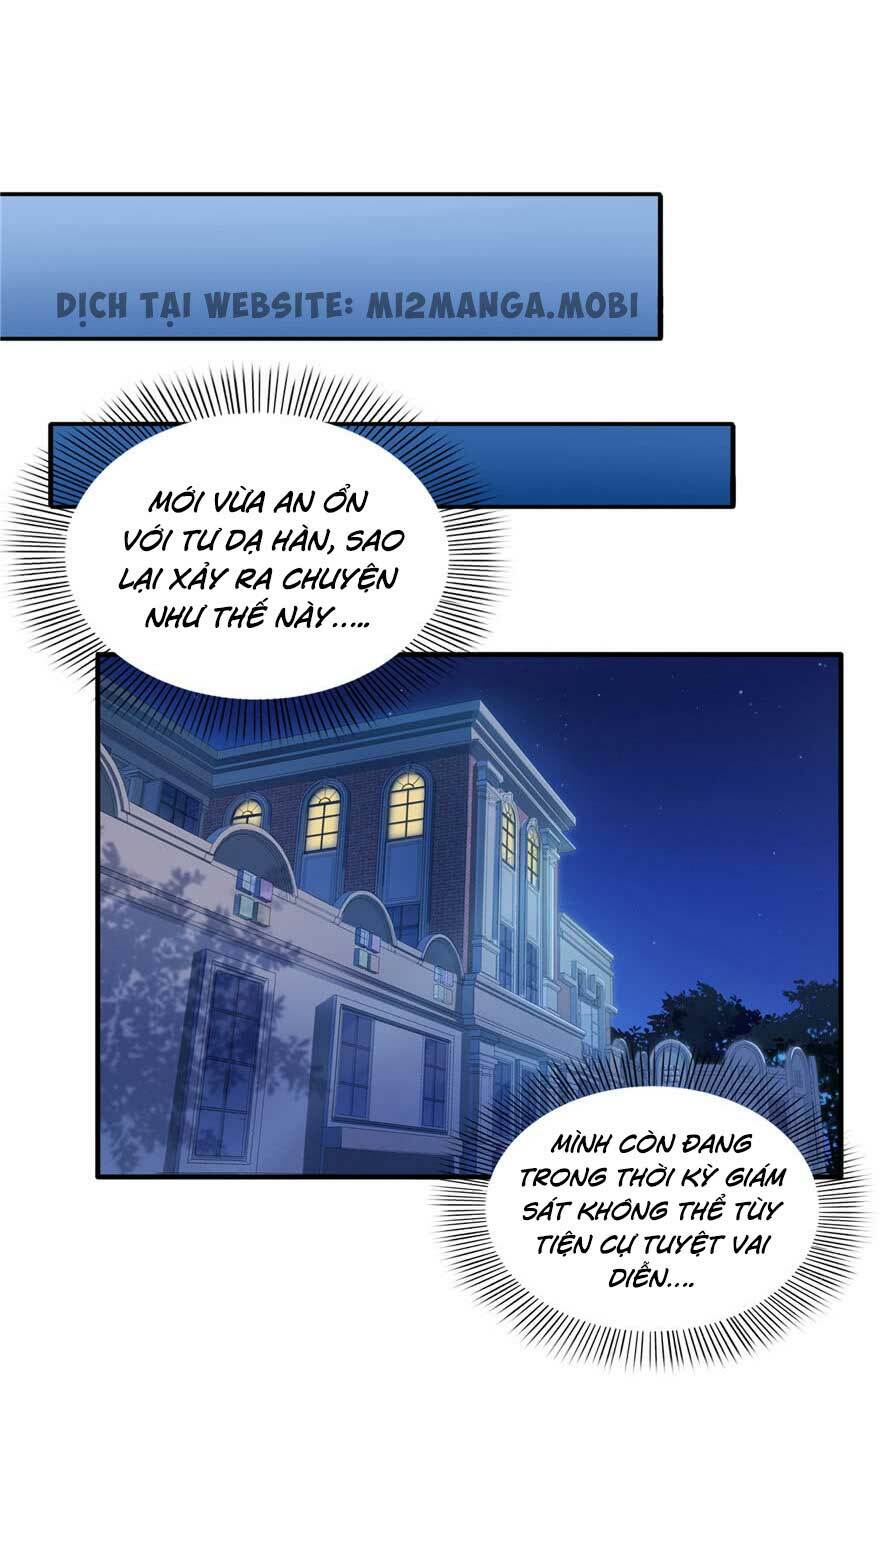 DỊCH TẠI WEBSITE: MI2MANGA.MOBI
MỚI VỪA AN ỔN
VỚI TƯ DẠ HÀN, SAO
LẠI XẢY RA CHUYỆN
NHƯ THẾ NÀY.....
MÌNH CÒN ĐANG
TRONG THỜI KỲ GIÁM
SÁT KHÔNG THỂ TÙY
TIỆN CỰ TUYỆT VAI
DIỄN....